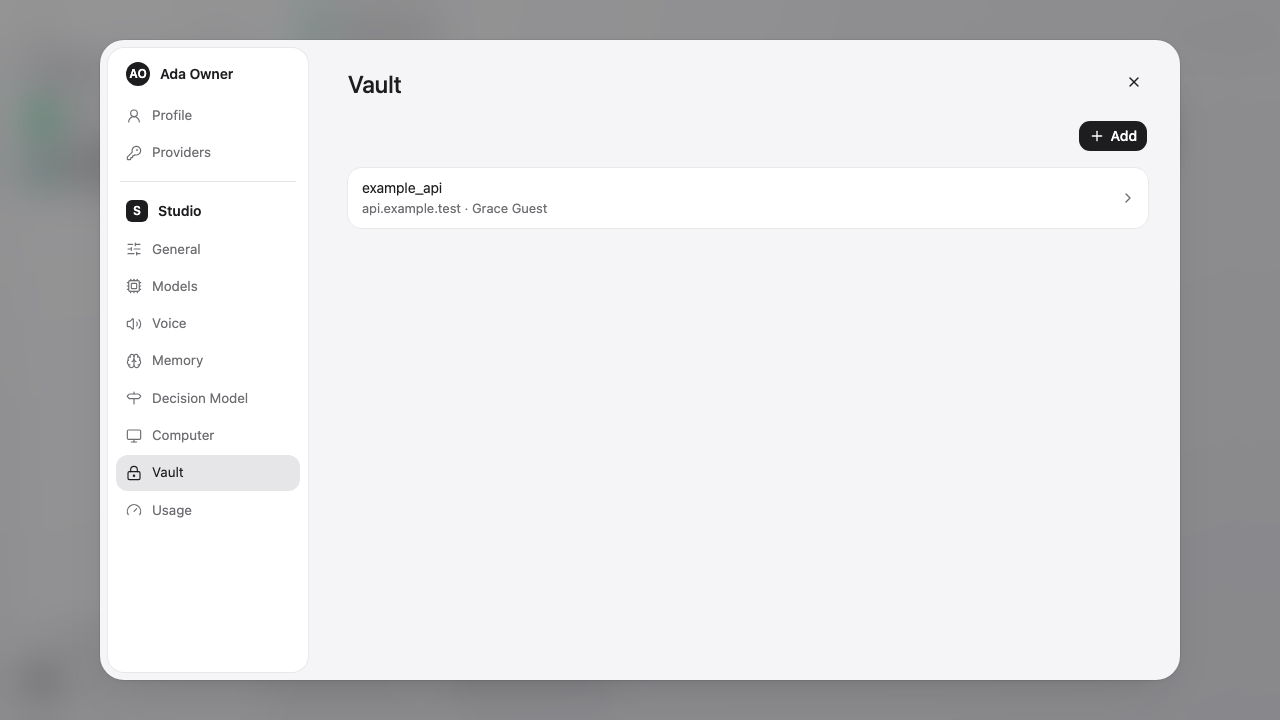 AO Ada Owner
Profile
Providers
S Studio
General
Models
Voice
Memory
Decision Model
Computer
Vault
Usage
Vault
Add
example_api
api.example.test · Grace Guest